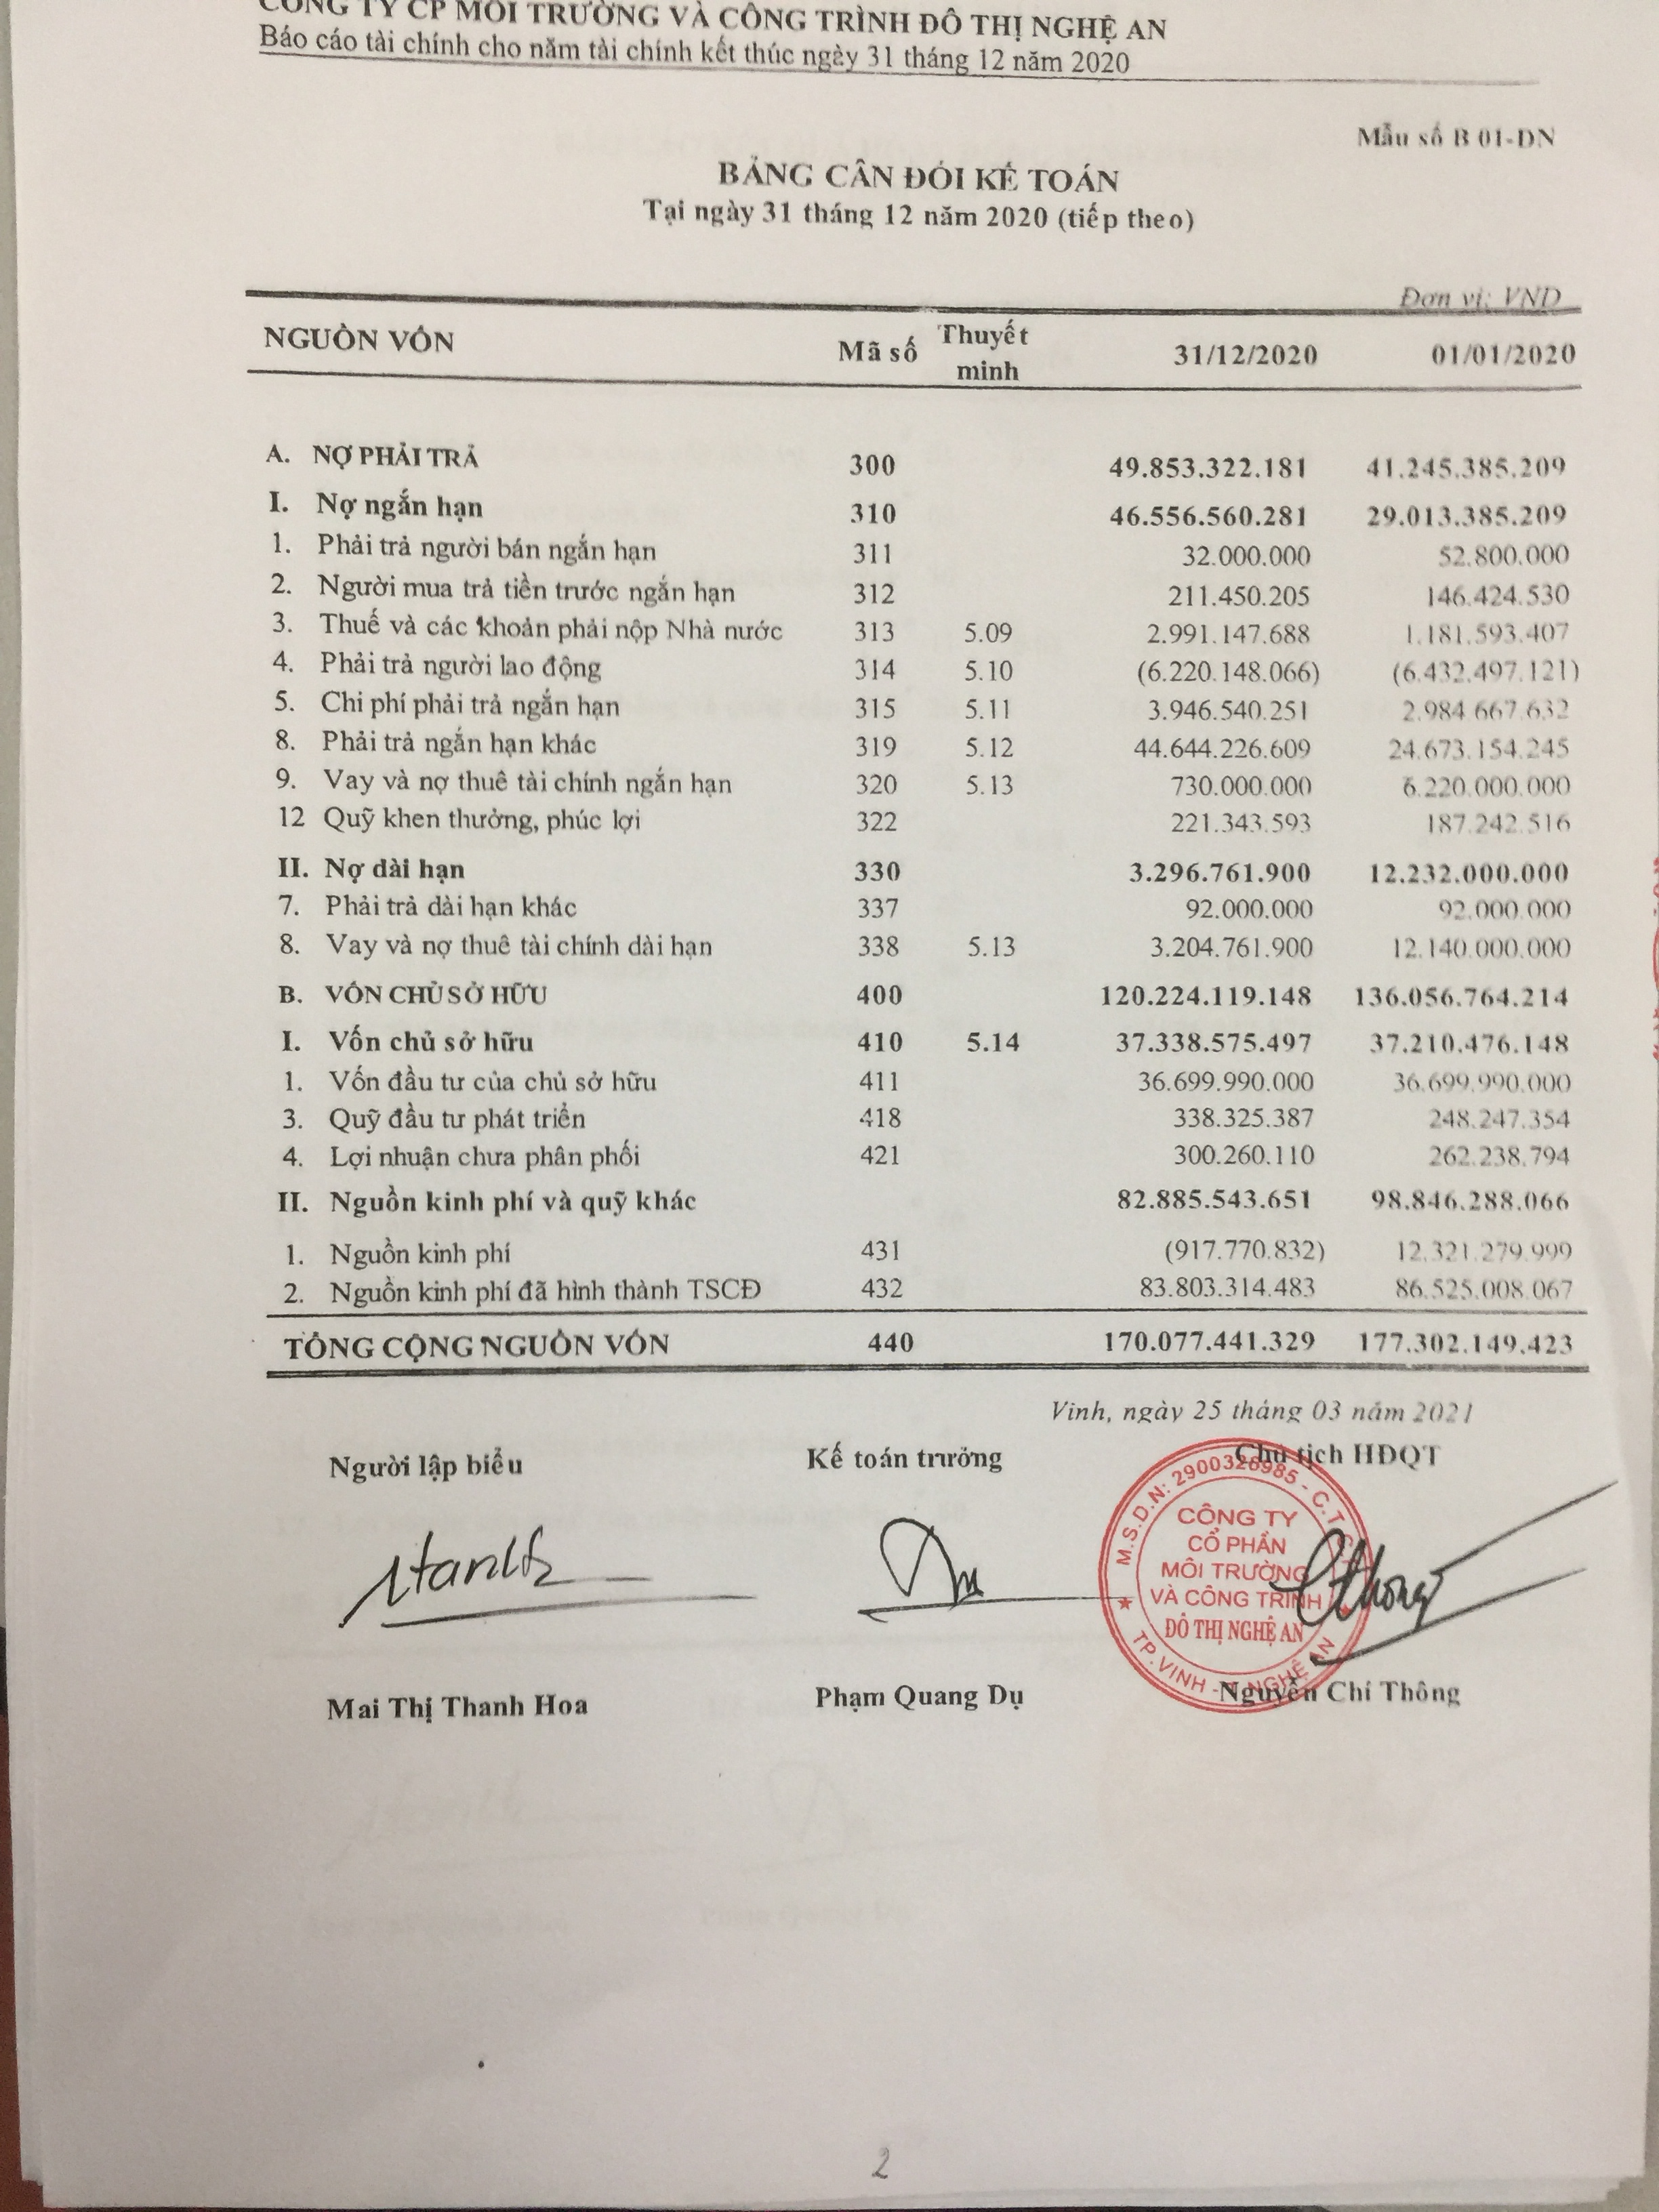 CÔNG TY CP MÔI TRƯỜNG VÀ CÔNG TRÌNH ĐÔ THỊ NGHỆ AN
Báo cáo tài chính cho năm tài chính kết thúc ngày 31 tháng 12 năm 2020
Mẫu số B 01-DN
BẢNG CÂN ĐỐI KẾ TOÁN
Tại ngày 31 tháng 12 năm 2020 (tiếp theo)
Đơn vị: VND
NGUỒN VỐN Mã số Thuyết minh 31/12/2020 01/01/2020
A. NỢ PHẢI TRẢ 300 49.853.322.181 41.245.385.209
I. Nợ ngắn hạn 310 46.556.560.281 29.013.385.209
1. Phải trả người bán ngắn hạn 311 32.000.000 52.800.000
2. Người mua trả tiền trước ngắn hạn 312 211.450.205 146.424.530
3. Thuế và các khoản phải nộp Nhà nước 313 5.09 2.991.147.688 1.181.593.407
4. Phải trả người lao động 314 5.10 (6.220.148.066) (6.432.497.121)
5. Chi phí phải trả ngắn hạn 315 5.11 3.946.540.251 2.984.667.632
8. Phải trả ngắn hạn khác 319 5.12 44.644.226.609 24.673.154.245
9. Vay và nợ thuê tài chính ngắn hạn 320 5.13 730.000.000 6.220.000.000
12 Quỹ khen thưởng, phúc lợi 322 221.343.593 187.242.516
II. Nợ dài hạn 330 3.296.761.900 12.232.000.000
7. Phải trả dài hạn khác 337 92.000.000 92.000.000
8. Vay và nợ thuê tài chính dài hạn 338 5.13 3.204.761.900 12.140.000.000
B. VỐN CHỦ SỞ HỮU 400 120.224.119.148 136.056.764.214
I. Vốn chủ sở hữu 410 5.14 37.338.575.497 37.210.476.148
1. Vốn đầu tư của chủ sở hữu 411 36.699.990.000 36.699.990.000
3. Quỹ đầu tư phát triển 418 338.325.387 248.247.354
4. Lợi nhuận chưa phân phối 421 300.260.110 262.238.794
II. Nguồn kinh phí và quỹ khác 82.885.543.651 98.846.288.066
1. Nguồn kinh phí 431 (917.770.832) 12.321.279.999
2. Nguồn kinh phí đã hình thành TSCĐ 432 83.803.314.483 86.525.008.067
TỔNG CỘNG NGUỒN VỐN 440 170.077.441.329 177.302.149.423
Vinh, ngày 25 tháng 03 năm 2021
Người lập biểu Kế toán trưởng Chủ tịch HĐQT
M.S.D.N: 2900326985 - C.T.C.P
CÔNG TY
CỔ PHẦN
MÔI TRƯỜNG
VÀ CÔNG TRÌNH
ĐÔ THỊ NGHỆ AN
TP.VINH - T. NGHỆ AN
Mai Thị Thanh Hoa Phạm Quang Dụ Nguyễn Chí Thông
2